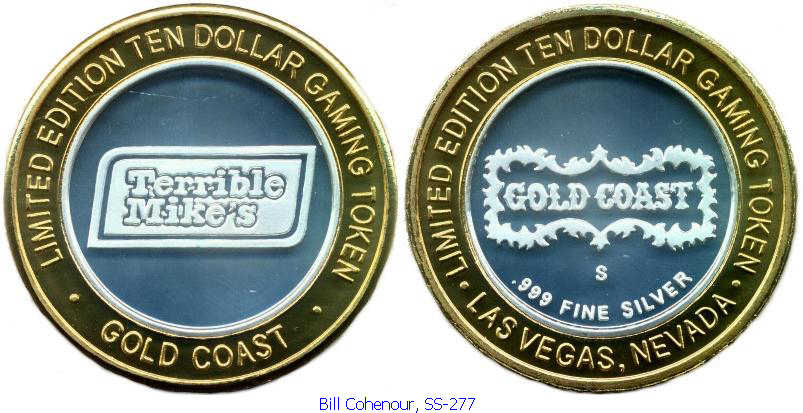 LIMITED EDITION TEN DOLLAR GAMING TOKEN
Terrible
Mike's
• GOLD COAST •
LIMITED EDITION TEN DOLLAR GAMING TOKEN
GOLD COAST
S
.999 FINE SILVER
• LAS VEGAS, NEVADA •
Bill Cohenour, SS-277